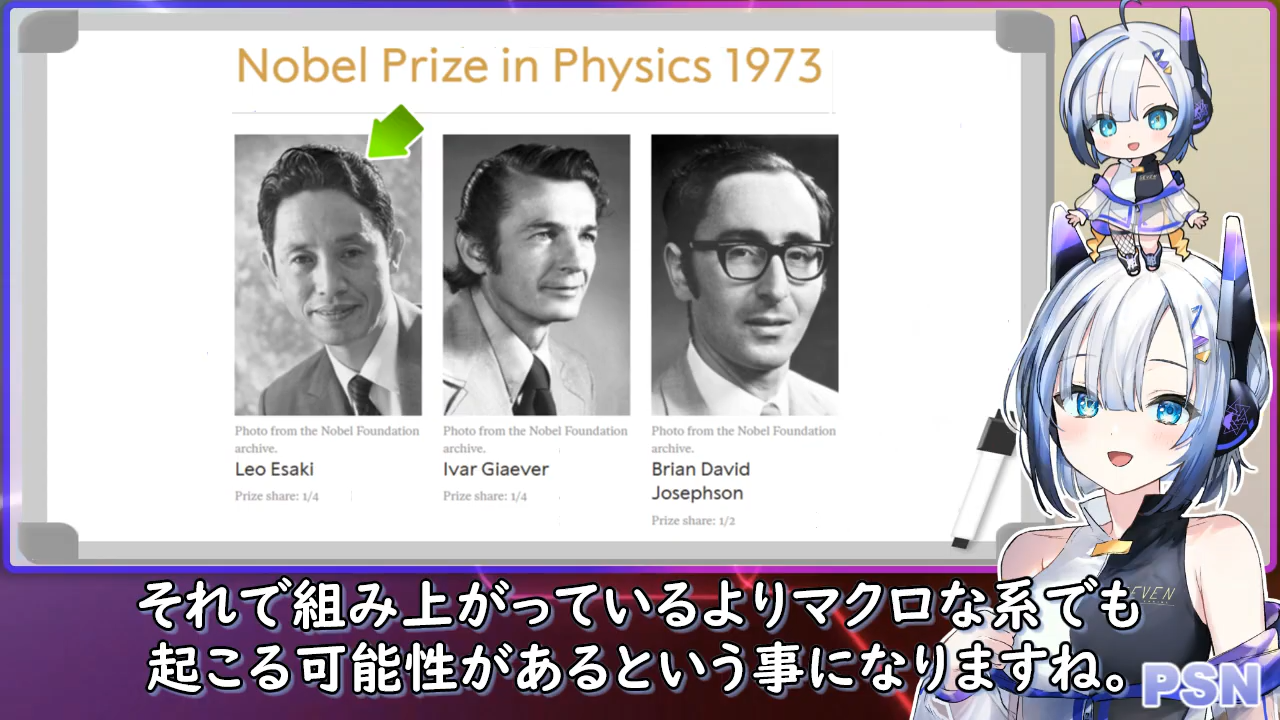 Nobel Prize in Physics 1973
Photo from the Nobel Foundation archive.
Leo Esaki
Prize share: 1/4
Photo from the Nobel Foundation archive.
Ivar Giaever
Prize share: 1/4
Photo from the Nobel Foundation archive.
Brian David
Josephson
Prize share: 1/2
EVEN
それで組み上がっているよりマクロな系でも
起こる可能性があるという事になりますね。
PSN